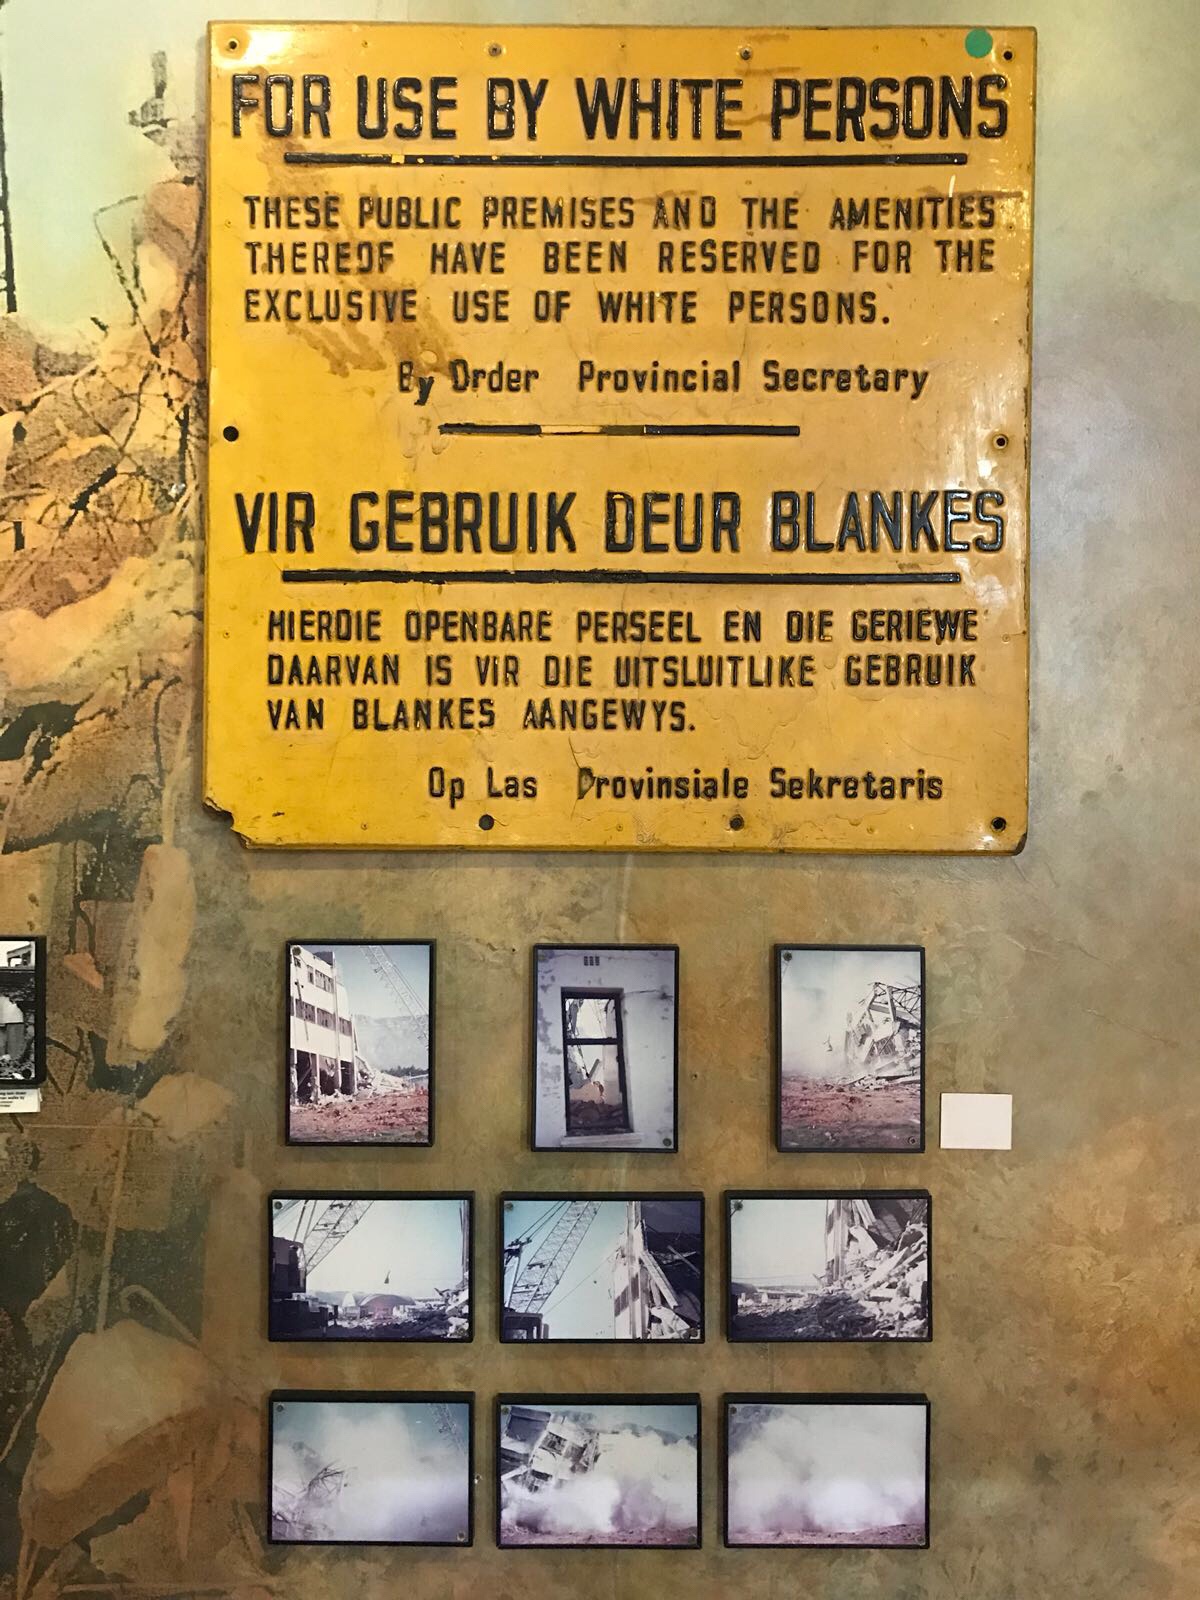 FOR USE BY WHITE PERSONS
THESE PUBLIC PREMISES AND THE AMENITIES
THEREOF HAVE BEEN RESERVED FOR THE
EXCLUSIVE USE OF WHITE PERSONS.
By Order Provincial Secretary
VIR GEBRUIK DEUR BLANKES
HIERDIE OPENBARE PERSEEL EN DIE GERIEWE
DAARVAN IS VIR DIE UITSLUITLIKE GEBRUIK
VAN BLANKES AANGEWYS.
Op Las Provinsiale Sekretaris